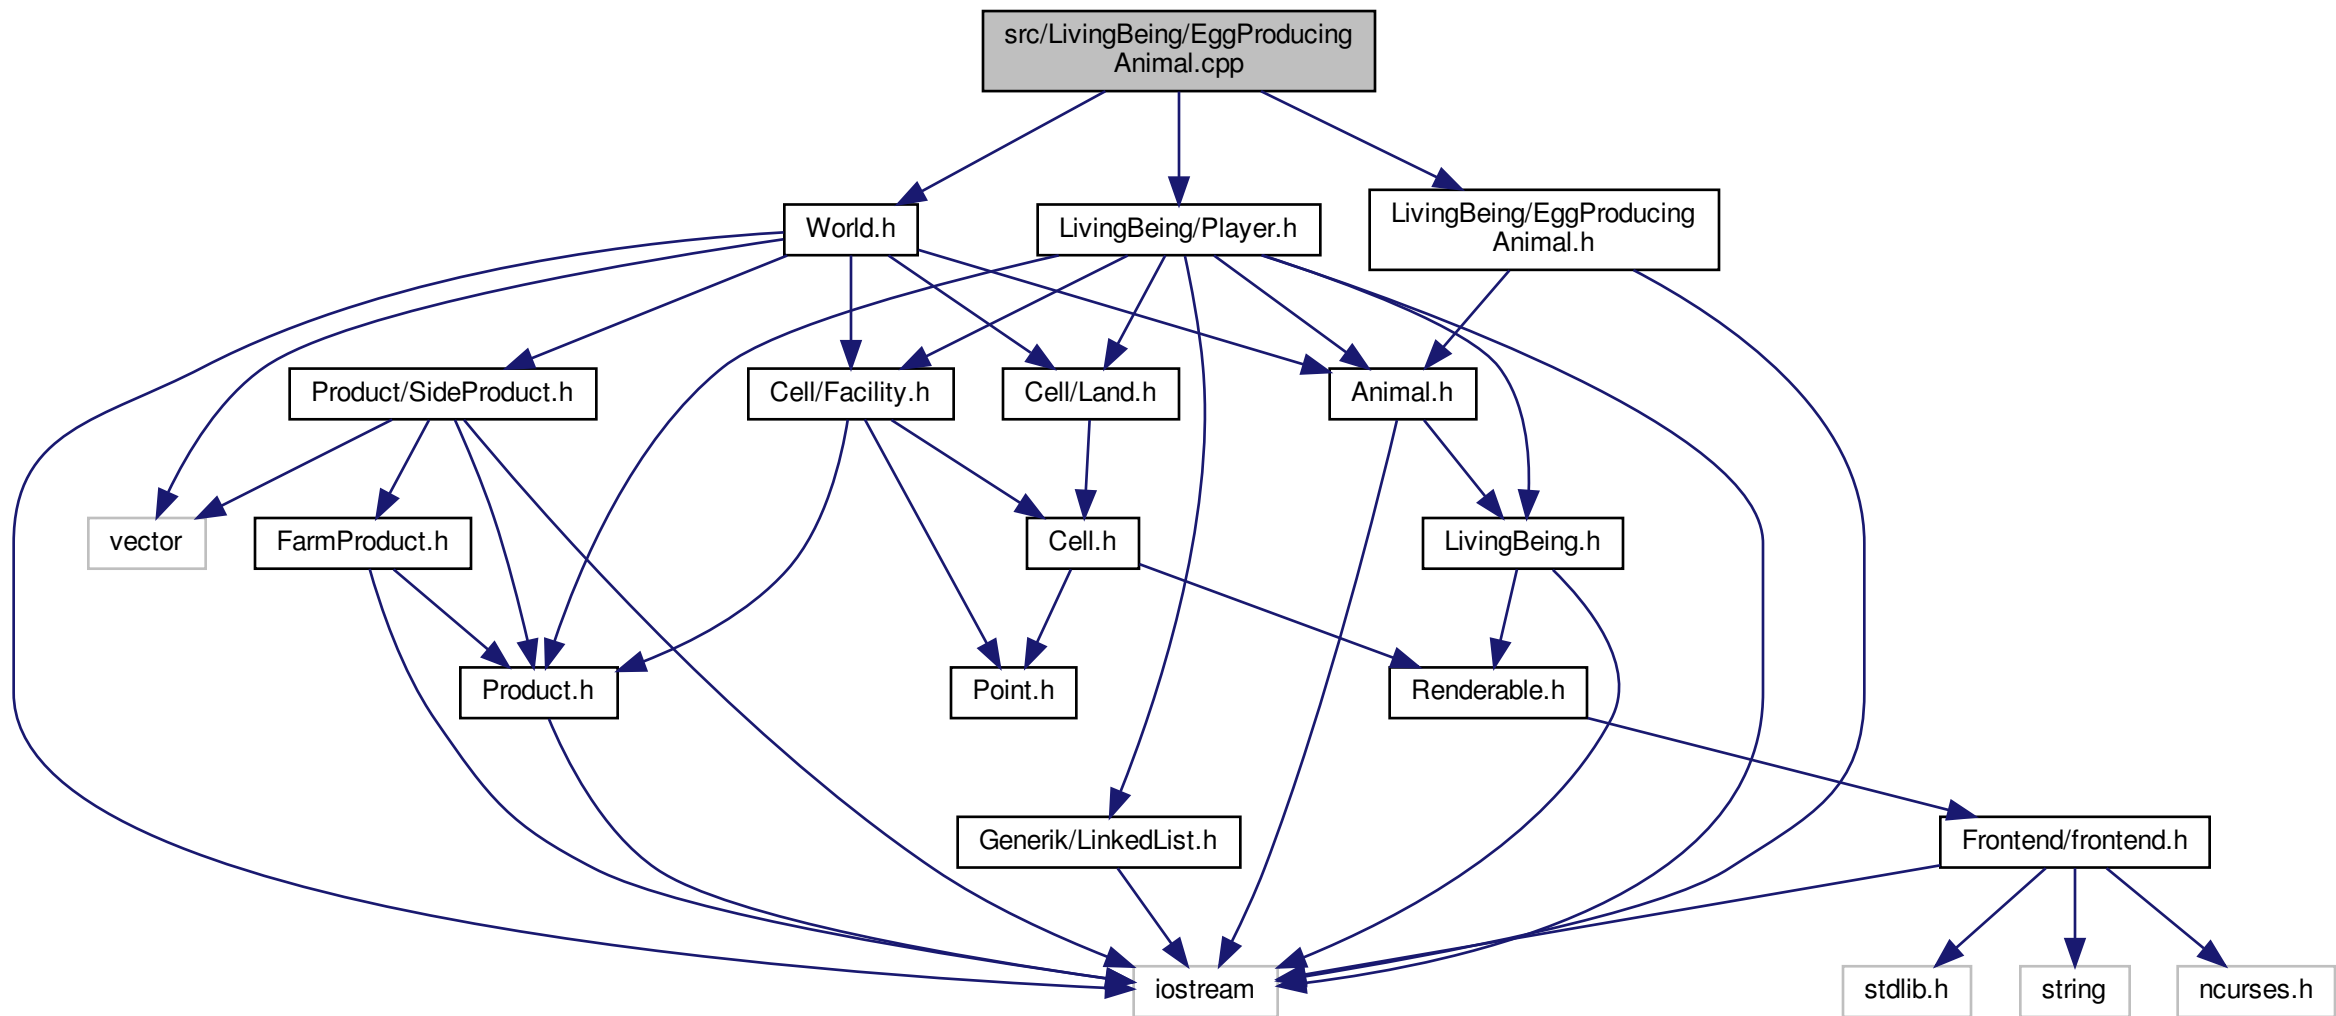 src/LivingBeing/EggProducing
Animal.cpp
World.h
LivingBeing/Player.h
LivingBeing/EggProducing
Animal.h
Product/SideProduct.h
Cell/Facility.h
Cell/Land.h
Animal.h
vector
FarmProduct.h
Cell.h
LivingBeing.h
Product.h
Point.h
Renderable.h
Generik/LinkedList.h
Frontend/frontend.h
iostream
stdlib.h
string
ncurses.h